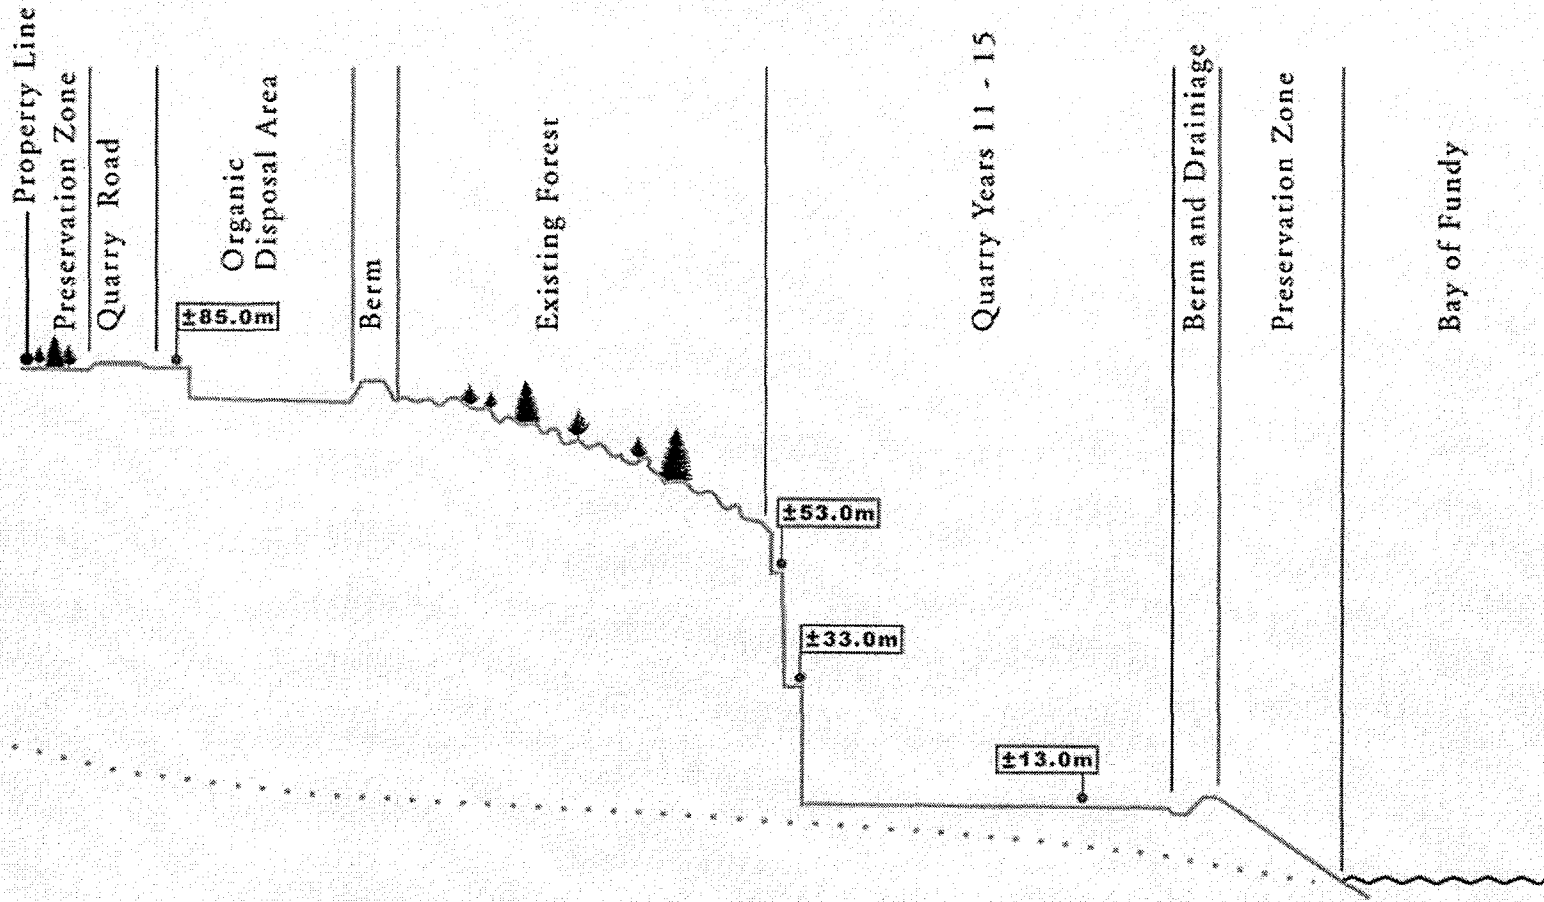 Property Line
Preservation Zone
Quarry Road
Organic
Disposal Area
±85.0m
Berm
Existing Forest
±53.0m
±33.0m
Quarry Years 11 - 15
±13.0m
Berm and Drainiage
Preservation Zone
Bay of Fundy